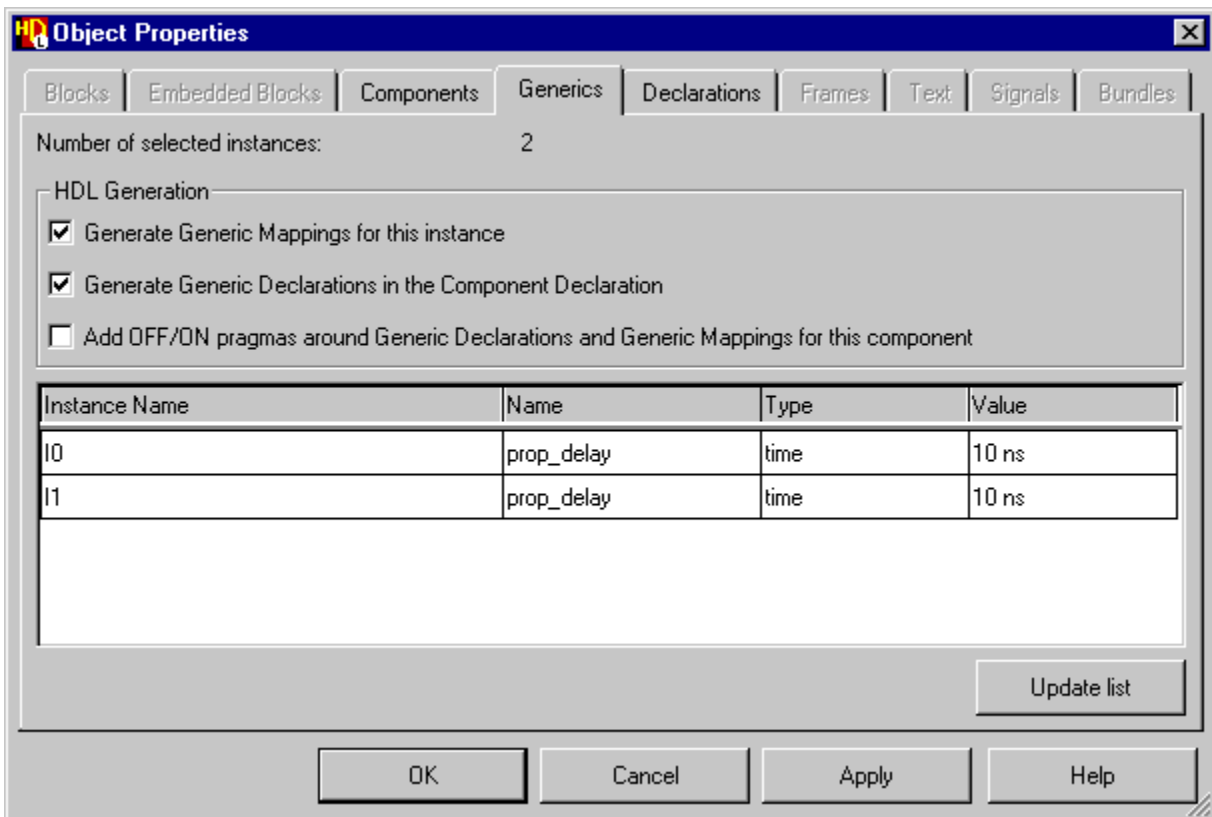 HDL Object Properties
Blocks Embedded Blocks Components Generics Declarations Frames Text Signals Bundles
Number of selected instances: 2
HDL Generation
Generate Generic Mappings for this instance
Generate Generic Declarations in the Component Declaration
Add OFF/ON pragmas around Generic Declarations and Generic Mappings for this component
Instance Name Name Type Value
I0 prop_delay time 10 ns
I1 prop_delay time 10 ns
Update list
OK Cancel Apply Help